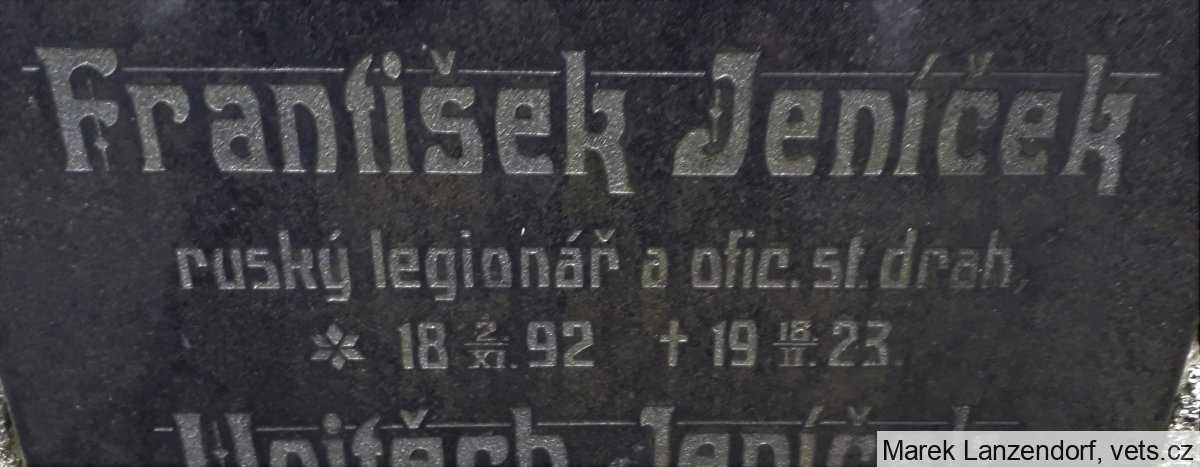 František Jeníček
ruský legionář a ofic. st. drah,
* 18 2/XI. 92 † 19 18/II. 23.
Marek Lanzendorf, vets.cz